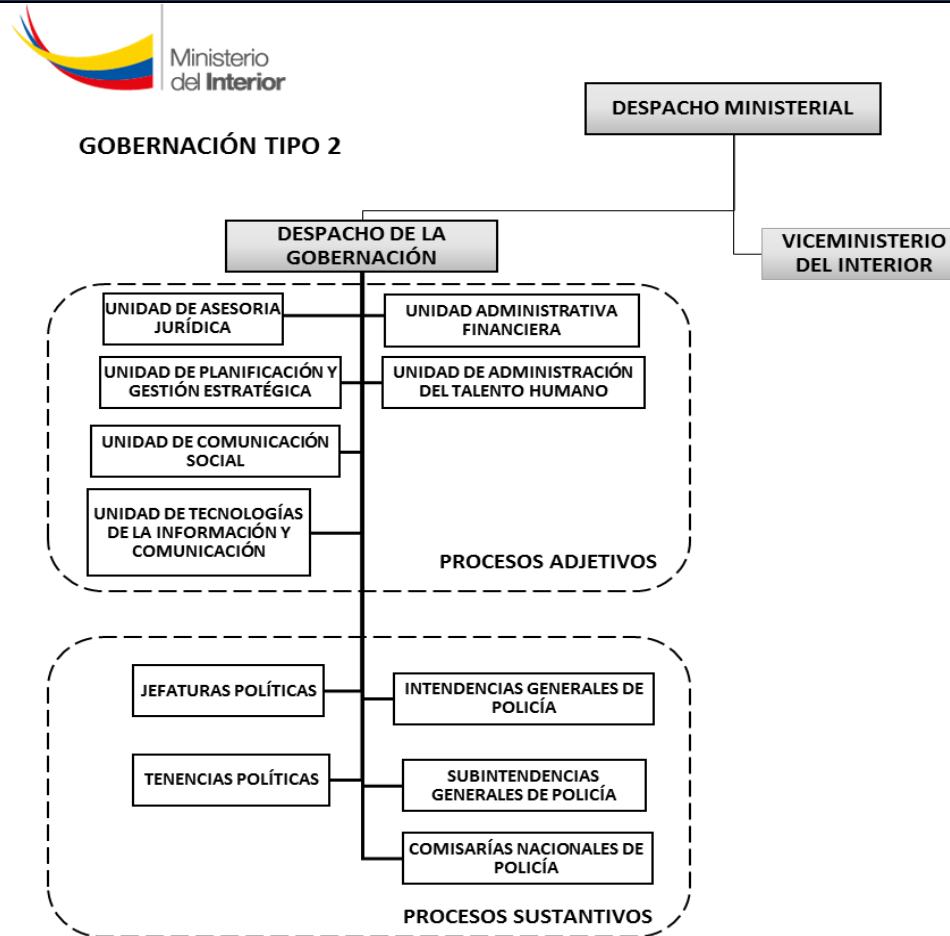 Ministerio
del Interior
DESPACHO MINISTERIAL
GOBERNACIÓN TIPO 2
DESPACHO DE LA
GOBERNACIÓN
VICEMINISTERIO
DEL INTERIOR
UNIDAD DE ASESORIA
JURÍDICA
UNIDAD ADMINISTRATIVA
FINANCIERA
UNIDAD DE PLANIFICACIÓN Y
GESTIÓN ESTRATÉGICA
UNIDAD DE ADMINISTRACIÓN
DEL TALENTO HUMANO
UNIDAD DE COMUNICACIÓN
SOCIAL
UNIDAD DE TECNOLOGÍAS
DE LA INFORMACIÓN Y
COMUNICACIÓN
PROCESOS ADJETIVOS
JEFATURAS POLÍTICAS
INTENDENCIAS GENERALES DE
POLICÍA
TENENCIAS POLÍTICAS
SUBINTENDENCIAS
GENERALES DE POLICÍA
COMISARÍAS NACIONALES DE
POLICÍA
PROCESOS SUSTANTIVOS